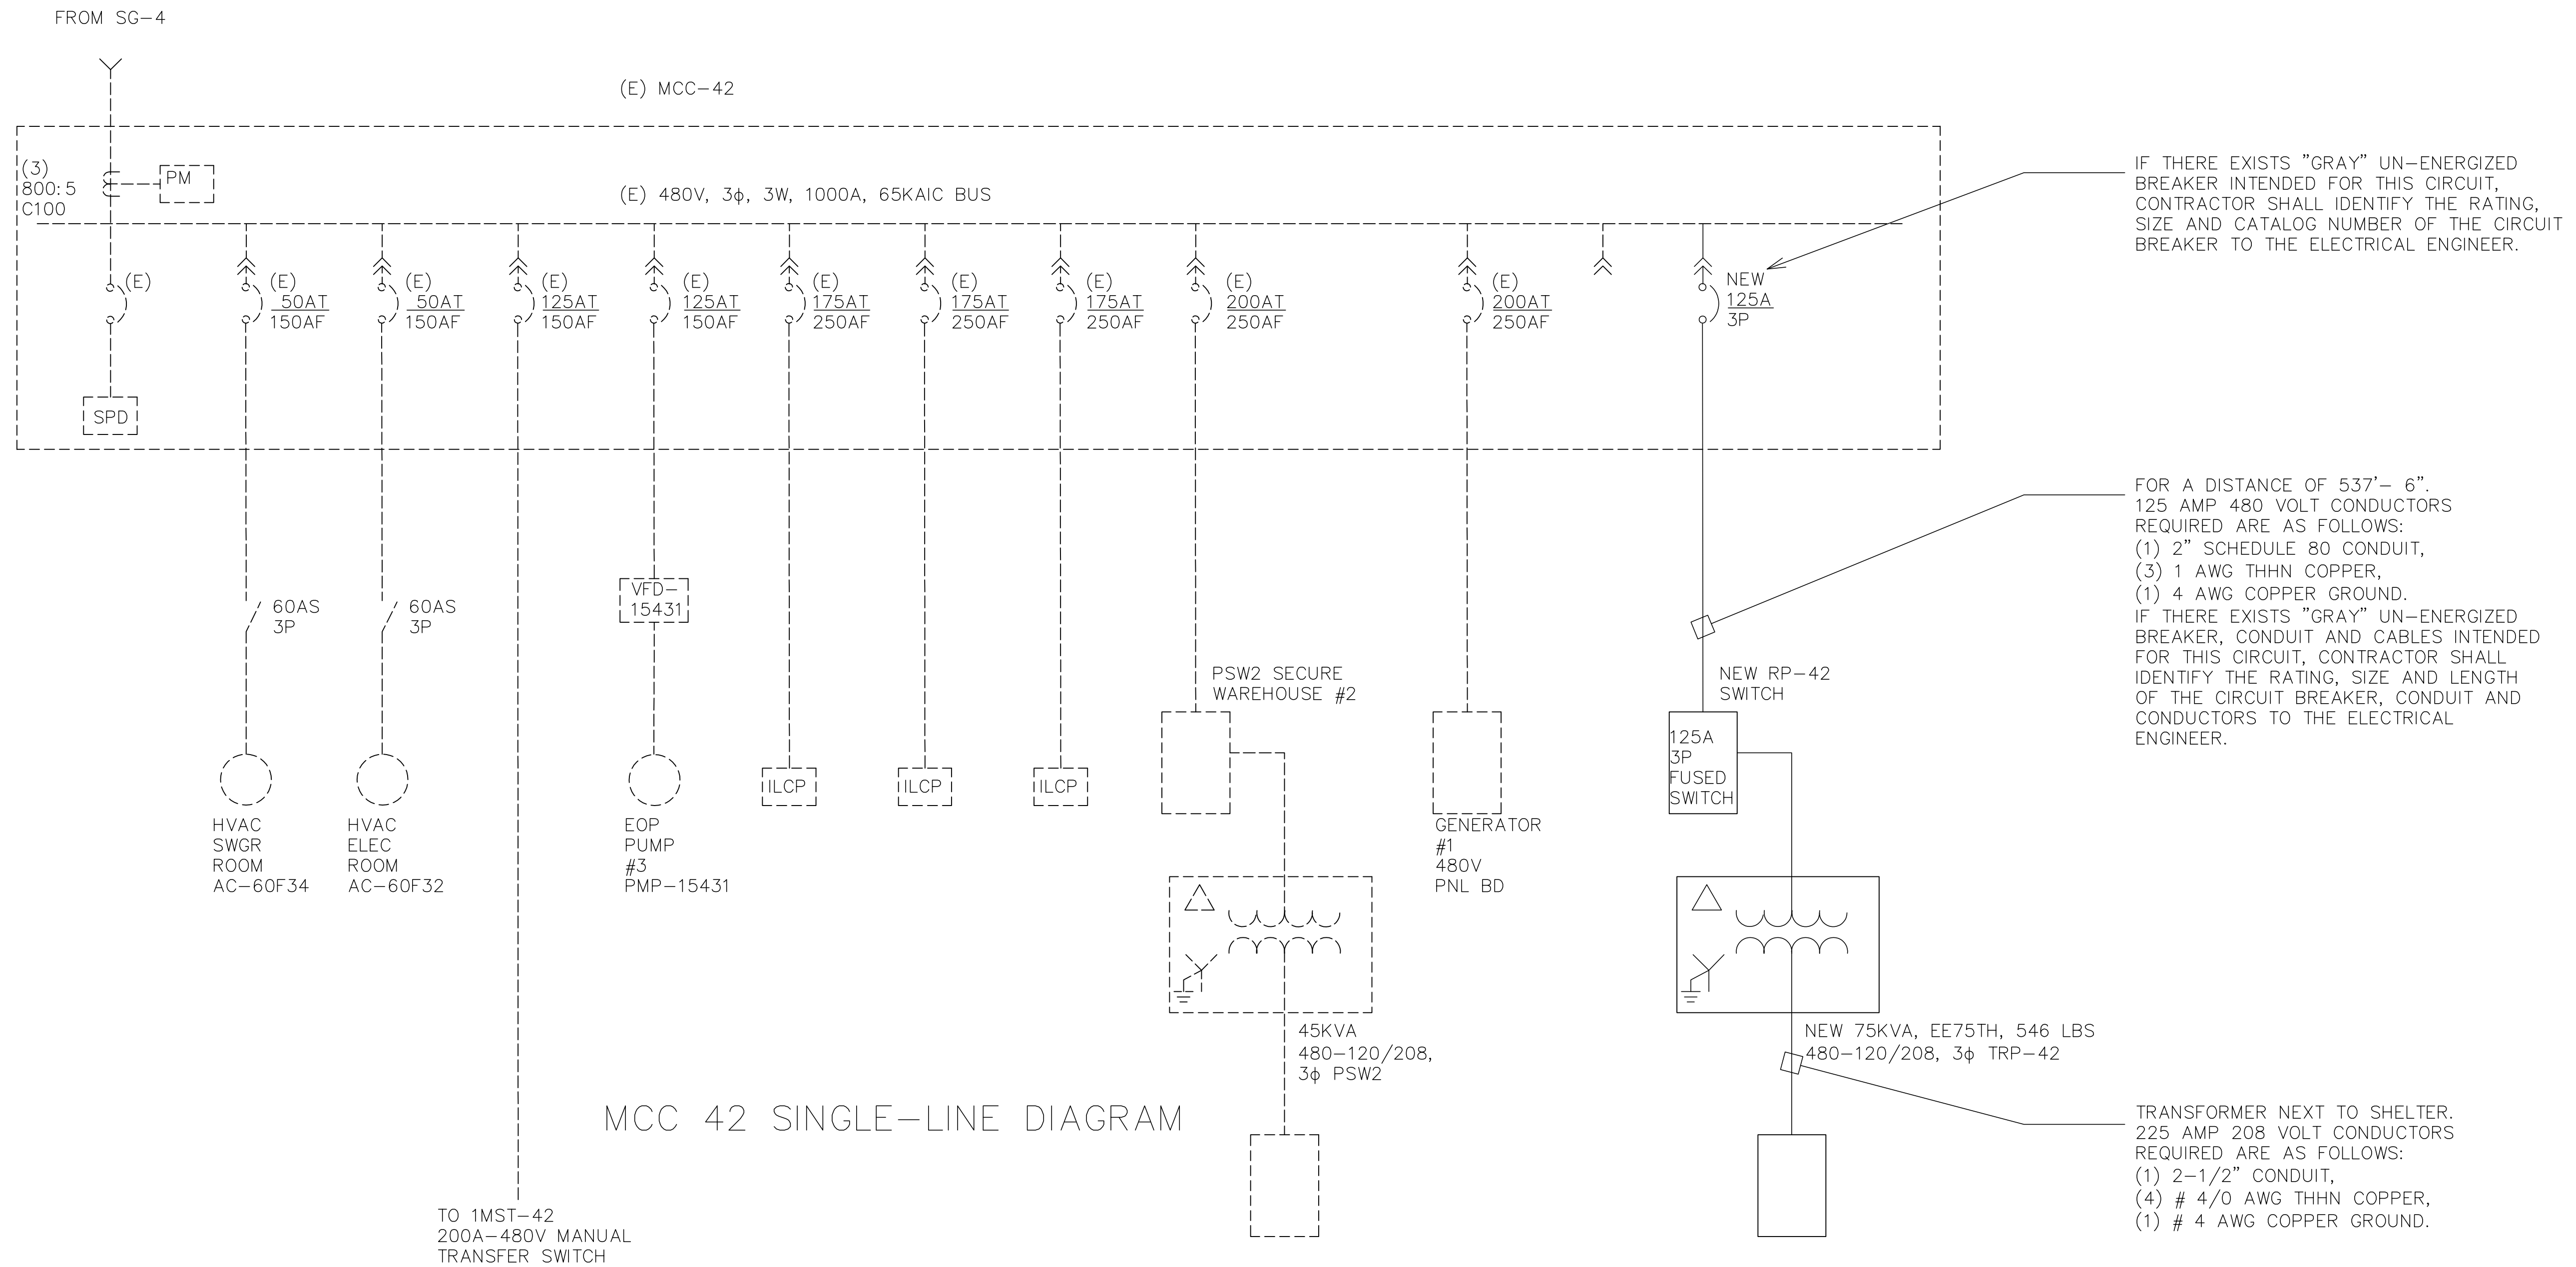 FROM SG-4
(E) MCC-42
(3)
800:5
C100
PM
(E) 480V, 3ϕ, 3W, 1000A, 65KAIC BUS
IF THERE EXISTS "GRAY" UN-ENERGIZED
BREAKER INTENDED FOR THIS CIRCUIT,
CONTRACTOR SHALL IDENTIFY THE RATING,
SIZE AND CATALOG NUMBER OF THE CIRCUIT
BREAKER TO THE ELECTRICAL ENGINEER.
(E)
(E)
50AT
150AF
(E)
50AT
150AF
(E)
125AT
150AF
(E)
125AT
150AF
(E)
175AT
250AF
(E)
175AT
250AF
(E)
175AT
250AF
(E)
200AT
250AF
(E)
200AT
250AF
NEW
125A
3P
SPD
FOR A DISTANCE OF 537'- 6".
125 AMP 480 VOLT CONDUCTORS
REQUIRED ARE AS FOLLOWS:
(1) 2" SCHEDULE 80 CONDUIT,
(3) 1 AWG THHN COPPER,
(1) 4 AWG COPPER GROUND.
IF THERE EXISTS "GRAY" UN-ENERGIZED
BREAKER, CONDUIT AND CABLES INTENDED
FOR THIS CIRCUIT, CONTRACTOR SHALL
IDENTIFY THE RATING, SIZE AND LENGTH
OF THE CIRCUIT BREAKER, CONDUIT AND
CONDUCTORS TO THE ELECTRICAL
ENGINEER.
60AS
3P
60AS
3P
VFD-
15431
PSW2 SECURE
WAREHOUSE #2
NEW RP-42
SWITCH
125A
3P
FUSED
SWITCH
ILCP
ILCP
ILCP
HVAC
SWGR
ROOM
AC-60F34
HVAC
ELEC
ROOM
AC-60F32
EOP
PUMP
#3
PMP-15431
GENERATOR
#1
480V
PNL BD
45KVA
480-120/208,
3ϕ PSW2
NEW 75KVA, EE75TH, 546 LBS
480-120/208, 3ϕ TRP-42
MCC 42 SINGLE-LINE DIAGRAM
TRANSFORMER NEXT TO SHELTER.
225 AMP 208 VOLT CONDUCTORS
REQUIRED ARE AS FOLLOWS:
(1) 2-1/2" CONDUIT,
(4) # 4/0 AWG THHN COPPER,
(1) # 4 AWG COPPER GROUND.
TO 1MST-42
200A-480V MANUAL
TRANSFER SWITCH